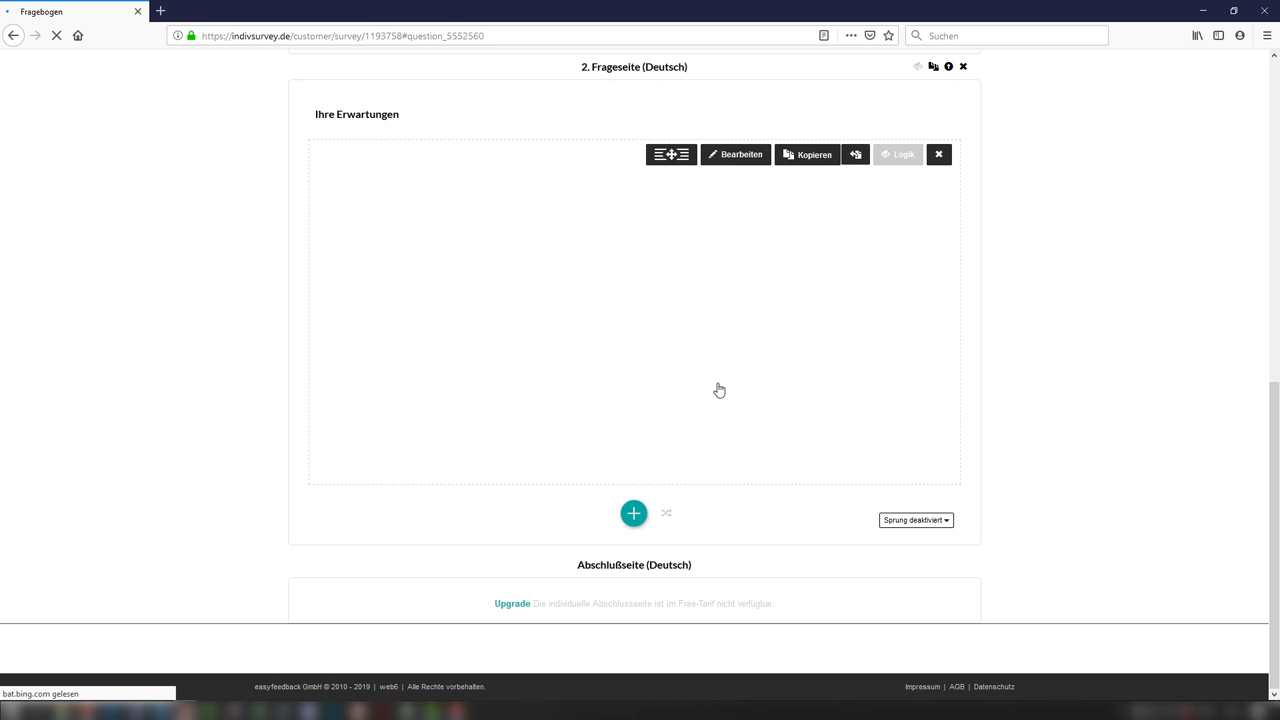 Fragebogen
https://indivsurvey.de/customer/survey/1193758#question_5552560
Suchen
2. Frageseite (Deutsch)
Ihre Erwartungen
Bearbeiten
Kopieren
Logik
Sprung deaktiviert
Abschlußseite (Deutsch)
Upgrade Die individuelle Abschlussseite ist im Free-Tarif nicht verfügbar.
easyfeedback GmbH © 2010 - 2019 | web6 | Alle Rechte vorbehalten.
Impressum | AGB | Datenschutz
bat.bing.com gelesen